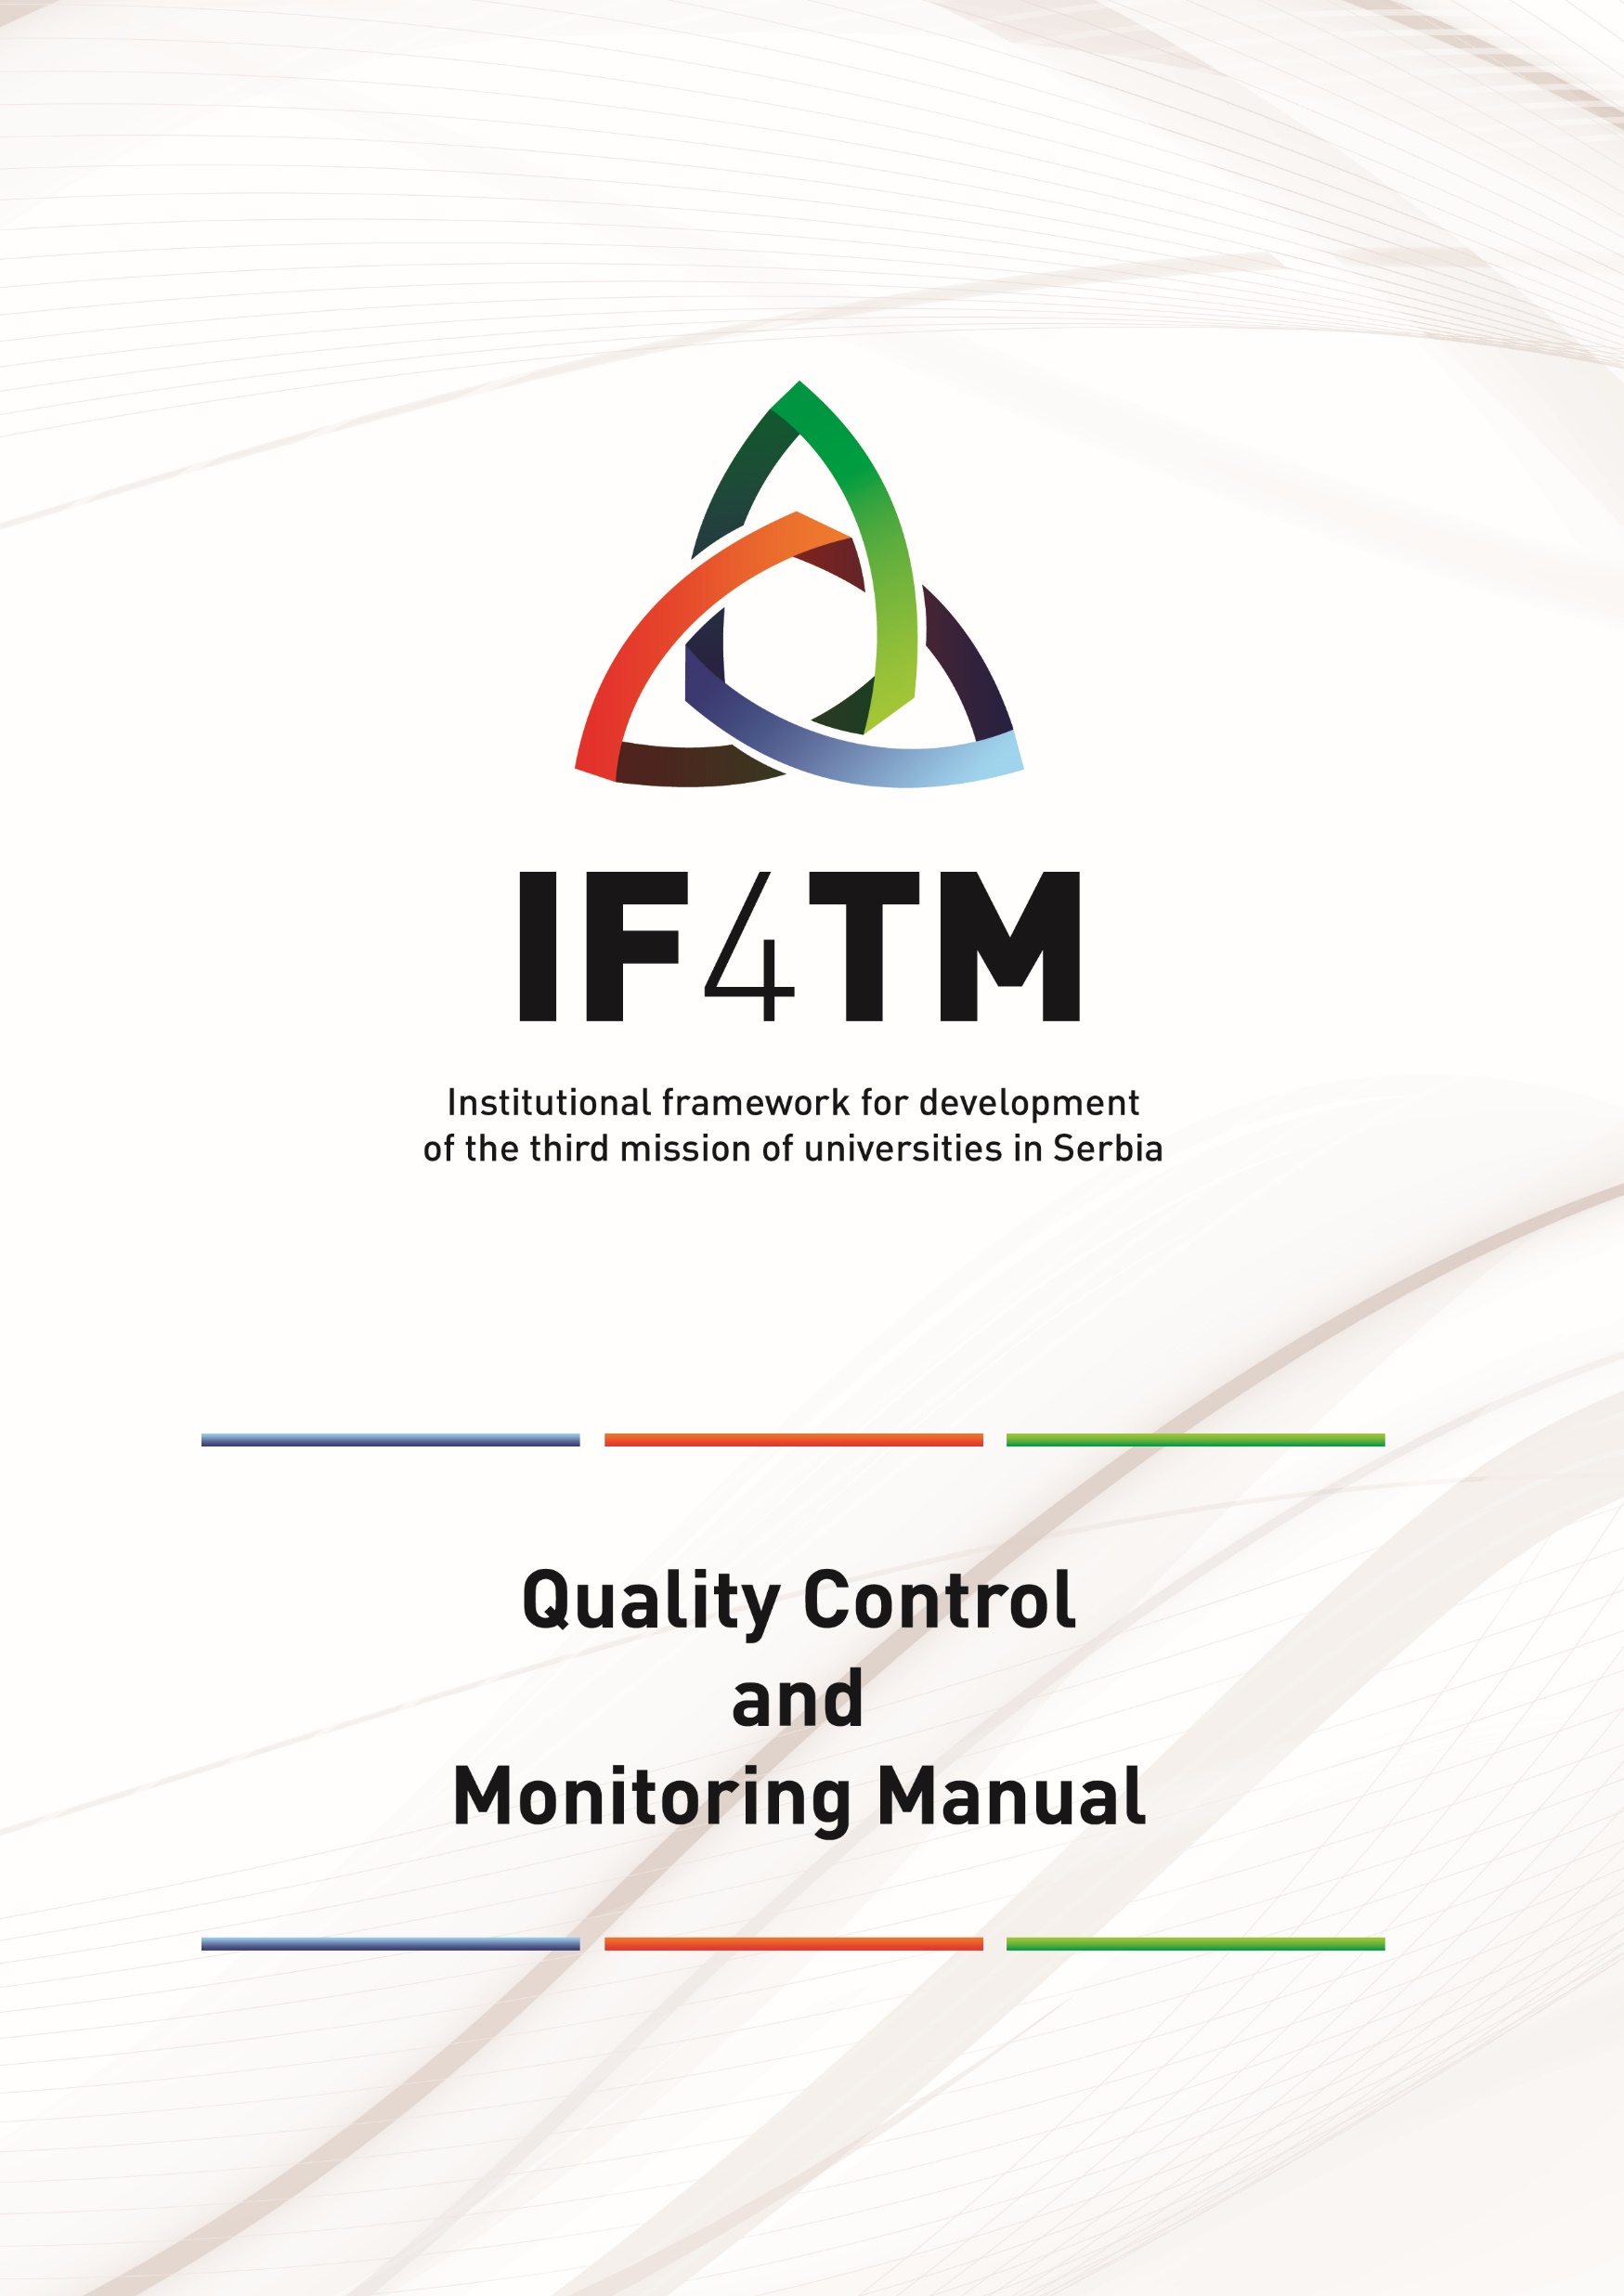 IF4TM
Institutional framework for development
of the third mission of universities in Serbia
Quality Control
and
Monitoring Manual